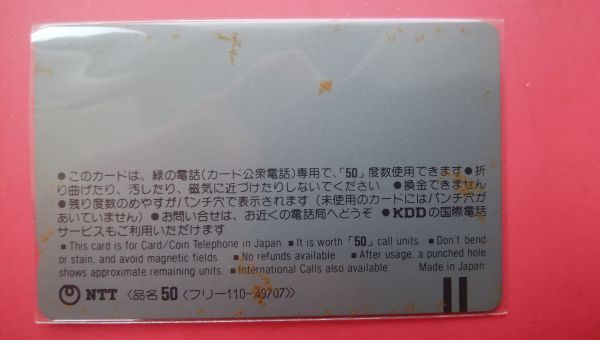 ●このカードは、緑の電話(カード公衆電話)専用で、「50」度数使用できます●折
り曲げたり、汚したり、磁気に近づけたりしないでください ●換金できません
●残り度数のめやすがパンチ穴で表示されます(未使用のカードにはパンチ穴が
あいていません)●お問い合せは、お近くの電話局へどうぞ ●KDDの国際電話
サービスもご利用いただけます
■This card is for Card/Coin Telephone in Japan. ■It is worth「50」call units. ■Don't bend
or stain, and avoid magnetic fields. ■No refunds available. ■After usage, a punched hole
shows approximate remaining units. ■International Calls also available. Made in Japan
NTT 〈品名 50〈フリー110-49707〉〉